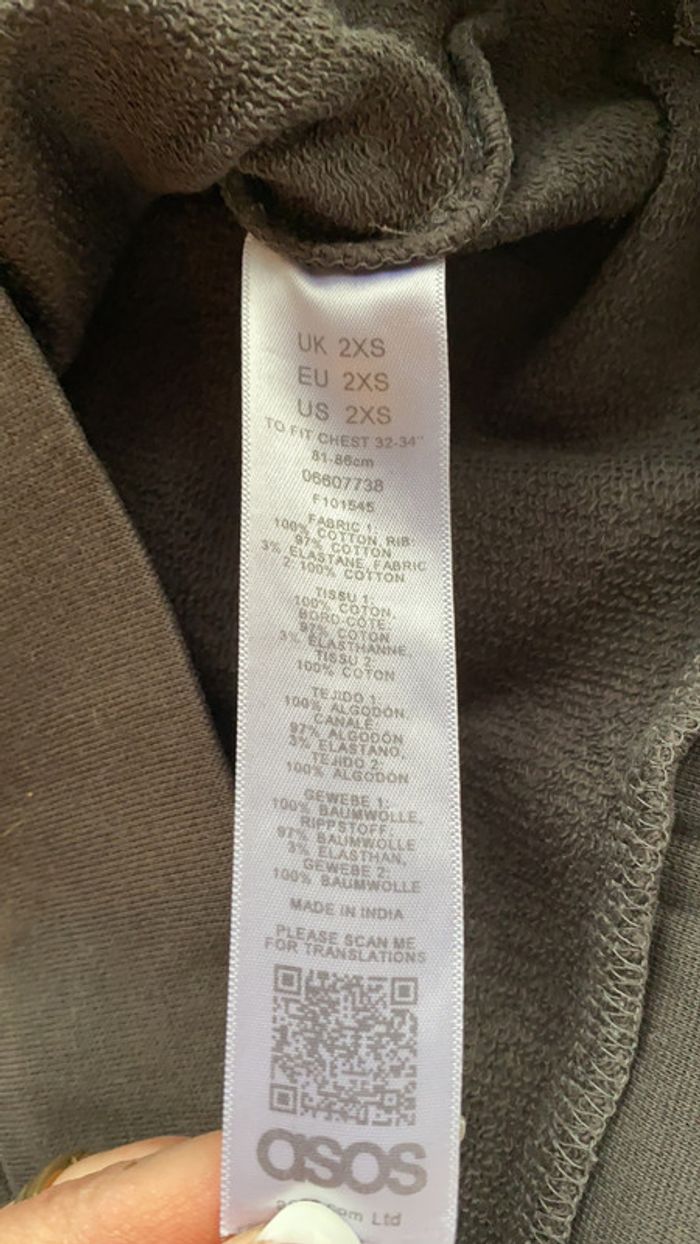 UK 2XS
EU 2XS
US 2XS
TO FIT CHEST 32-34"
81-86cm
06607738
F101545
FABRIC 1:
100% COTTON, RIB:
97% COTTON
3% ELASTANE, FABRIC
2: 100% COTTON
TISSU 1:
100% COTON,
BORD-COTE:
97% COTON
3% ELASTHANNE,
TISSU 2:
100% COTON
TEJIDO 1:
100% ALGODÓN,
CANALÉ:
97% ALGODÓN
3% ELASTANO,
TEJIDO 2:
100% ALGODÓN
GEWEBE 1:
100% BAUMWOLLE,
RIPPSTOFF:
97% BAUMWOLLE
3% ELASTHAN,
GEWEBE 2:
100% BAUMWOLLE
MADE IN INDIA
PLEASE SCAN ME
FOR TRANSLATIONS
asos
Ltd